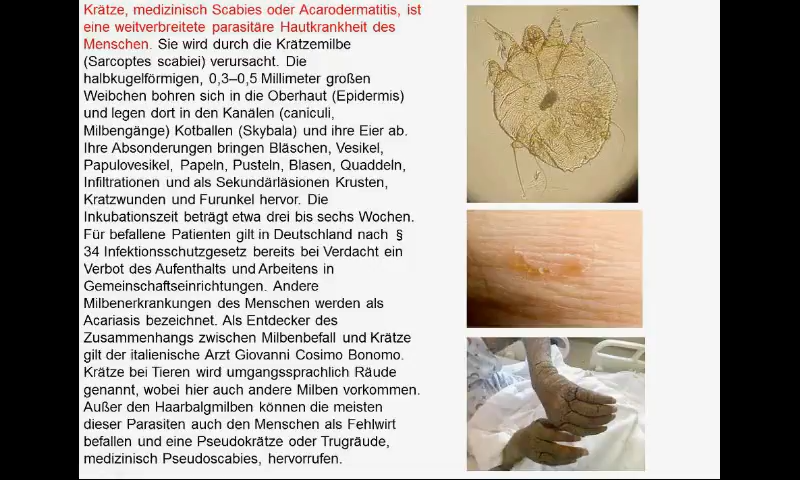 Krätze, medizinisch Scabies oder Acarodermatitis, ist
eine weitverbreitete parasitäre Hautkrankheit des
Menschen. Sie wird durch die Krätzemilbe
(Sarcoptes scabiei) verursacht. Die
halbkugelförmigen, 0,3–0,5 Millimeter großen
Weibchen bohren sich in die Oberhaut (Epidermis)
und legen dort in den Kanälen (caniculi,
Milbengänge) Kotballen (Skybala) und ihre Eier ab.
Ihre Absonderungen bringen Bläschen, Vesikel,
Papulovesikel, Papeln, Pusteln, Blasen, Quaddeln,
Infiltrationen und als Sekundärläsionen Krusten,
Kratzwunden und Furunkel hervor. Die
Inkubationszeit beträgt etwa drei bis sechs Wochen.
Für befallene Patienten gilt in Deutschland nach §
34 Infektionsschutzgesetz bereits bei Verdacht ein
Verbot des Aufenthalts und Arbeitens in
Gemeinschaftseinrichtungen. Andere
Milbenerkrankungen des Menschen werden als
Acariasis bezeichnet. Als Entdecker des
Zusammenhangs zwischen Milbenbefall und Krätze
gilt der italienische Arzt Giovanni Cosimo Bonomo.
Krätze bei Tieren wird umgangssprachlich Räude
genannt, wobei hier auch andere Milben vorkommen.
Außer den Haarbalgmilben können die meisten
dieser Parasiten auch den Menschen als Fehlwirt
befallen und eine Pseudokrätze oder Trugräude,
medizinisch Pseudoscabies, hervorrufen.